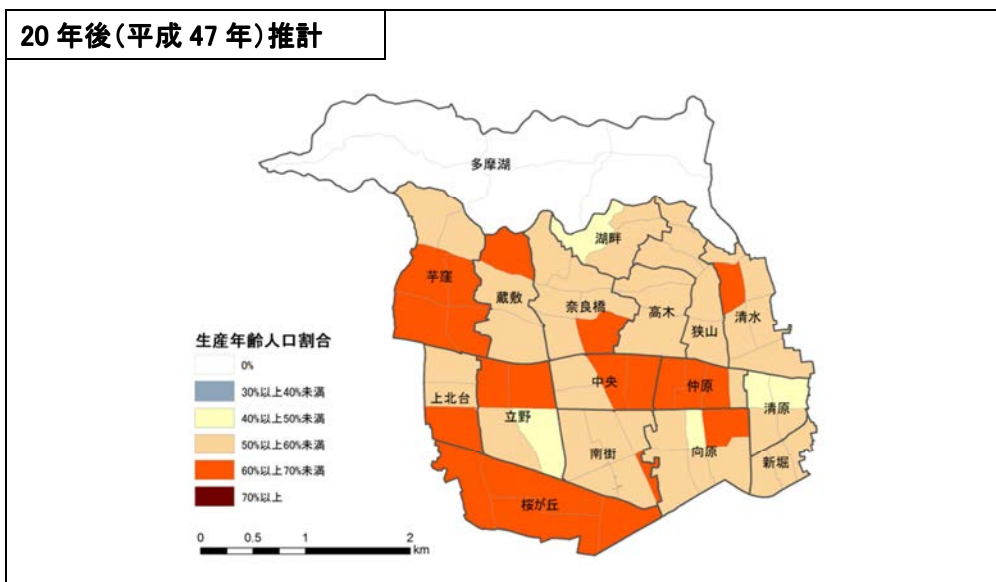 20年後(平成47年)推計
多摩湖
湖畔
芋窪
蔵敷
奈良橋
高木
狭山
清水
生産年齢人口割合
0%
30%以上40%未満
40%以上50%未満
50%以上60%未満
60%以上70%未満
70%以上
上北台
立野
中央
仲原
清原
南街
向原
新堀
桜が丘
0 0.5 1 2
km